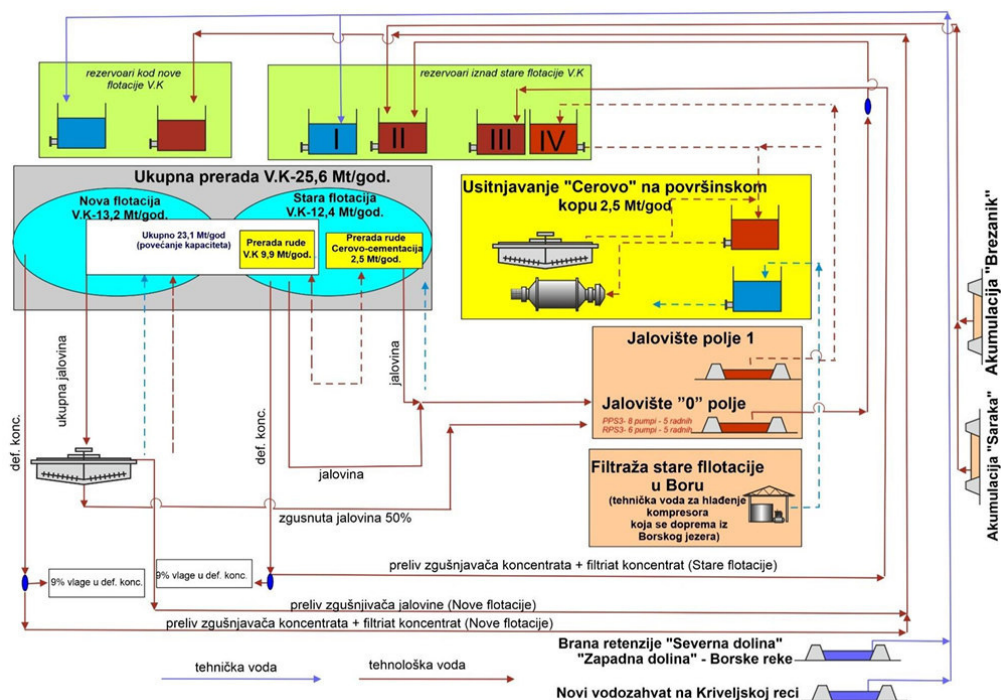 rezervoari kod nove
flotacije V.K
rezervoari iznad stare flotacije V.K
I
II
III
IV
Ukupna prerada V.K-25,6 Mt/god.
Nova flotacija
V.K-13,2 Mt/god.
Stara flotacija
V.K-12,4 Mt/god.
Ukupno 23,1 Mt/god
(povećanje kapaciteta)
Prerada rude
V.K 9,9 Mt/god.
Prerada rude
Cerovo-cementacija
2,5 Mt/god.
Usitnjavanje "Cerovo" na površinskom
kopu 2,5 Mt/god
Jalovište polje 1
Jalovište "0" polje
PPS3- 8 pumpi - 5 radnih
RPS3- 6 pumpi - 5 radnih
Filtraža stare fllotacije
u Boru
(tehnička voda za hlađenje
kompresora
koja se doprema iz
Borskog jezera)
Akumulacija "Brezanik"
Akumulacija "Saraka"
def. konc.
ukupna jalovina
def. konc.
jalovina
jalovina
zgusnuta jalovina 50%
9% vlage u def. konc.
9% vlage u def. konc.
preliv zgušnjavača koncentrata + filtriat koncentrat (Stare flotacije)
preliv zgušnjivača jalovine (Nove flotacije)
preliv zgušnjavača koncentrata + filtriat koncentrat (Nove flotacije)
Brana retenzije "Severna dolina"
"Zapadna dolina" - Borske reke
tehnička voda
tehnološka voda
Novi vodozahvat na Kriveljskoj reci